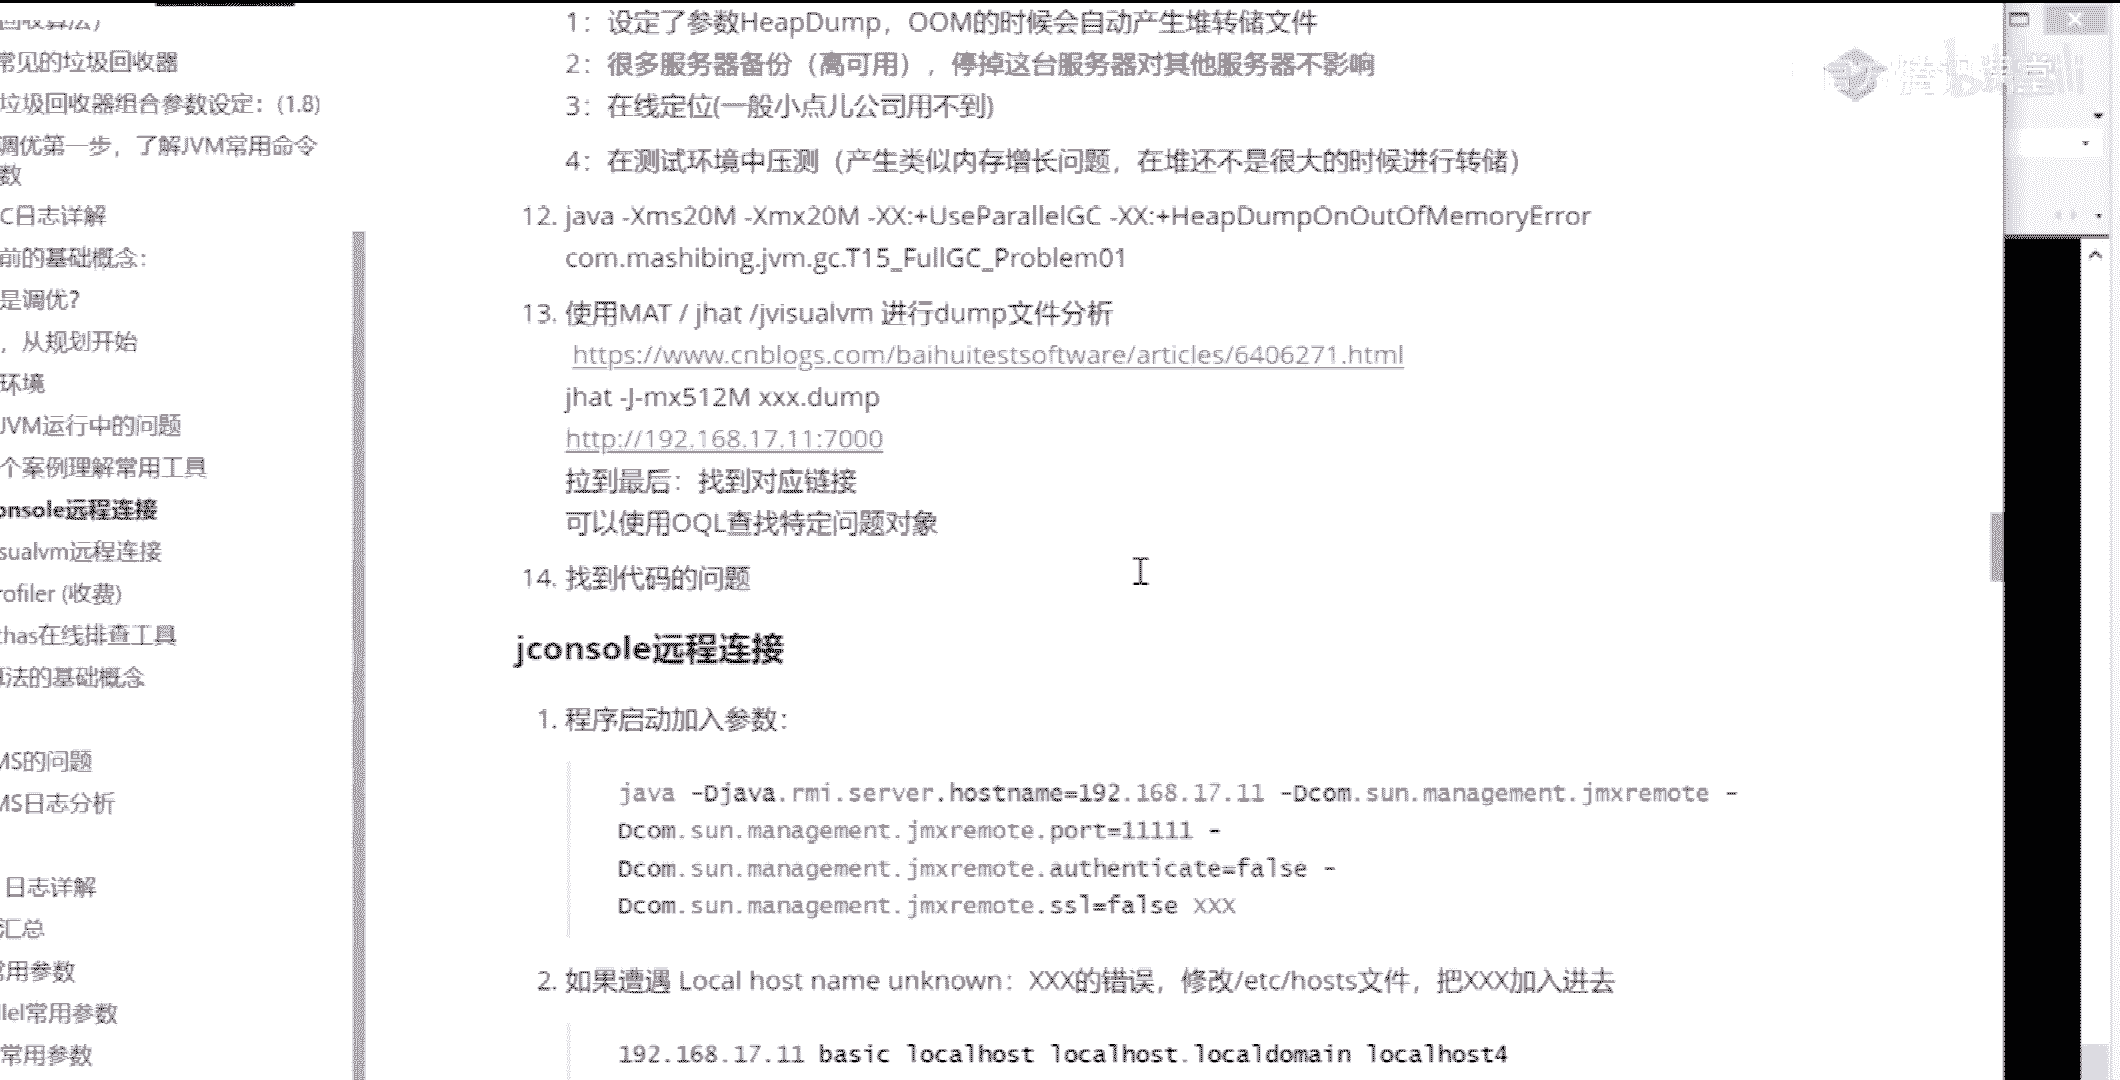 回收算法)
常见的垃圾回收器
垃圾回收器组合参数设定：(1.8)
调优第一步，了解JVM常用命令
数
C日志详解
前的基础概念：
是调优？
，从规划开始
环境
JVM运行中的问题
个案例理解常用工具
onsole远程连接
sualvm远程连接
rofiler (收费)
thas在线排查工具
算法的基础概念
MS的问题
MS日志分析
日志详解
汇总
常用参数
llel常用参数
常用参数
1：设定了参数HeapDump，OOM的时候会自动产生堆转储文件
2：很多服务器备份（高可用），停掉这台服务器对其他服务器不影响
3：在线定位(一般小点儿公司用不到)
4：在测试环境中压测（产生类似内存增长问题，在堆还不是很大的时候进行转储）
12. java -Xms20M -Xmx20M -XX:+UseParallelGC -XX:+HeapDumpOnOutOfMemoryError
com.mashibing.jvm.gc.T15_FullGC_Problem01
13. 使用MAT / jhat /jvisualvm 进行dump文件分析
https://www.cnblogs.com/baihuitestsoftware/articles/6406271.html
jhat -J-mx512M xxx.dump
http://192.168.17.11:7000
拉到最后：找到对应链接
可以使用OQL查找特定问题对象
14. 找到代码的问题
jconsole远程连接
1. 程序启动加入参数：
java -Djava.rmi.server.hostname=192.168.17.11 -Dcom.sun.management.jmxremote -
Dcom.sun.management.jmxremote.port=11111 -
Dcom.sun.management.jmxremote.authenticate=false -
Dcom.sun.management.jmxremote.ssl=false XXX
2. 如果遭遇 Local host name unknown：XXX的错误，修改/etc/hosts文件，把XXX加入进去
192.168.17.11 basic localhost localhost.localdomain localhost4
腾讯课堂